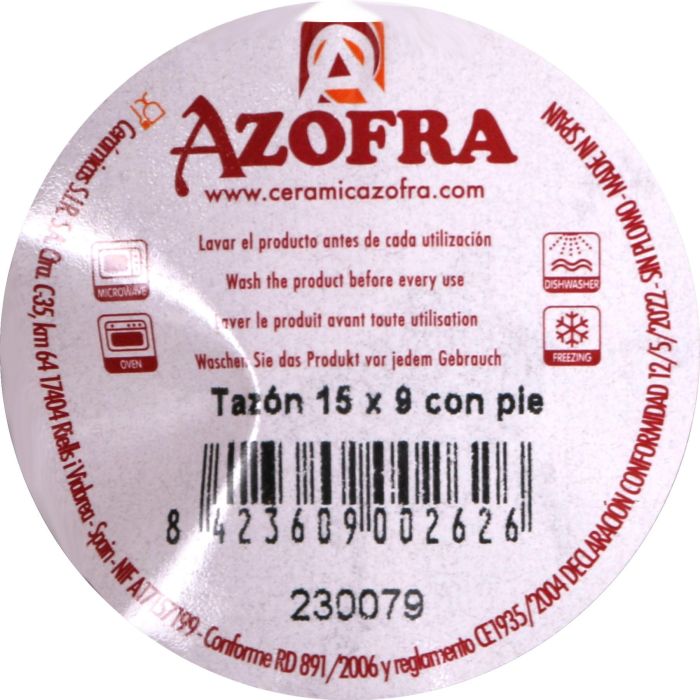 AZOFRA
www.ceramicazofra.com
Lavar el producto antes de cada utilización
Wash the product before every use
Laver le produit avant toute utilisation
Waschen Sie das Produkt vor jedem Gebrauch
MICROWAVE
OVEN
DISHWASHER
FREEZING
Tazón 15 x 9 con pie
8 423609 002626
230079
Cerámicas S.I.R. S.A. Ctra. C-35, km 64 17404 Riells i Viabrea - Spain - NIF - Conforme RD 891/2006 y reglamento CE1935/2004 DECLARACIÓN CONFORMIDAD 12/5/2022 - SIN PLOMO - MADE IN SPAIN